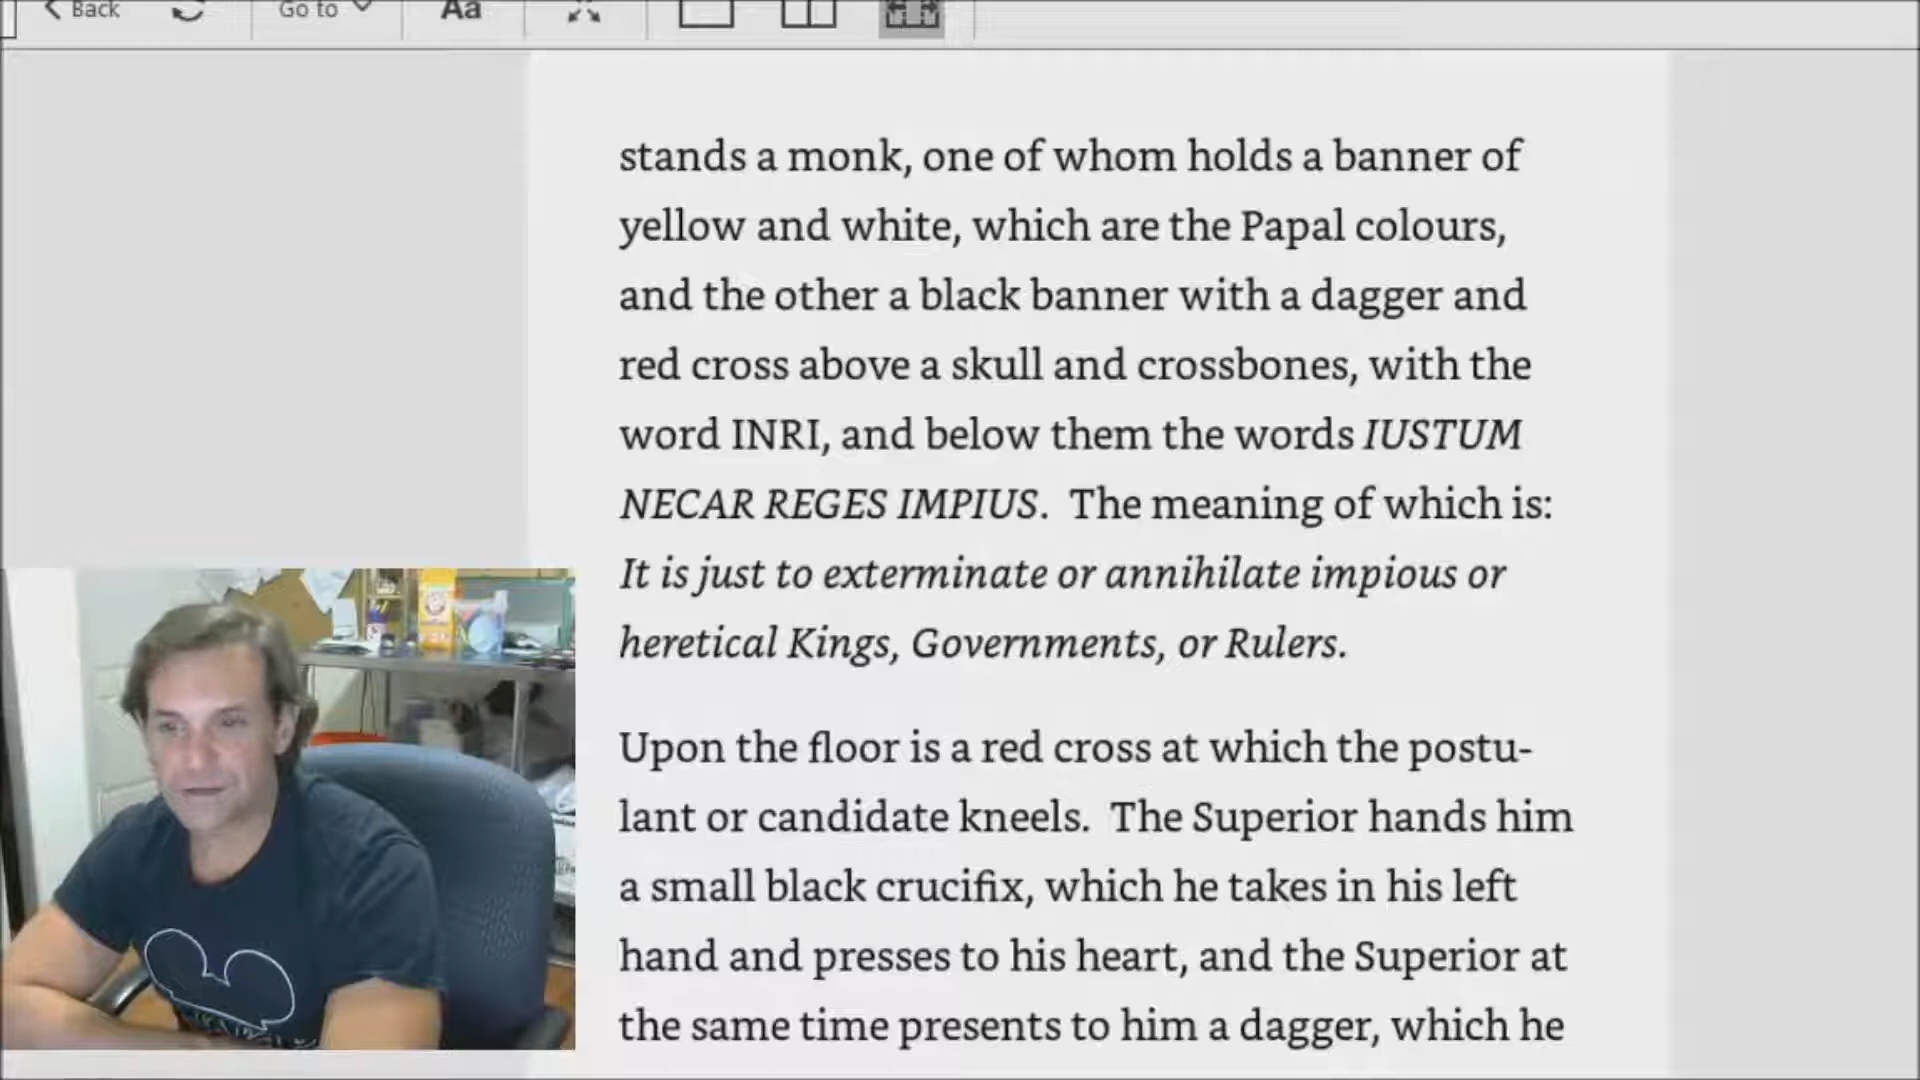 Back
Go to
Aa
stands a monk, one of whom holds a banner of
yellow and white, which are the Papal colours,
and the other a black banner with a dagger and
red cross above a skull and crossbones, with the
word INRI, and below them the words IUSTUM
NECAR REGES IMPIUS. The meaning of which is:
It is just to exterminate or annihilate impious or
heretical Kings, Governments, or Rulers.
Upon the floor is a red cross at which the postu-
lant or candidate kneels. The Superior hands him
a small black crucifix, which he takes in his left
hand and presses to his heart, and the Superior at
the same time presents to him a dagger, which he